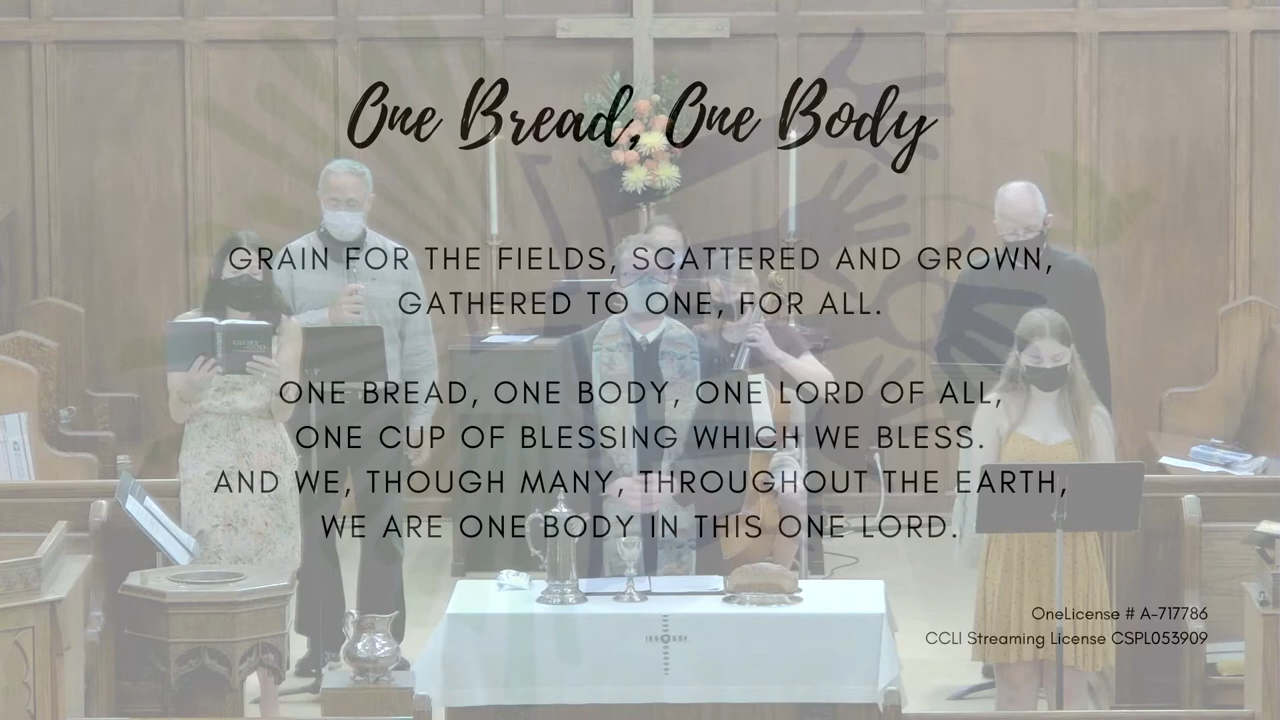 One Bread, One Body
GRAIN FOR THE FIELDS, SCATTERED AND GROWN,
GATHERED TO ONE, FOR ALL.
ONE BREAD, ONE BODY, ONE LORD OF ALL,
ONE CUP OF BLESSING WHICH WE BLESS.
AND WE, THOUGH MANY, THROUGHOUT THE EARTH,
WE ARE ONE BODY IN THIS ONE LORD.
OneLicense # A-717786
CCLI Streaming License CSPL053909